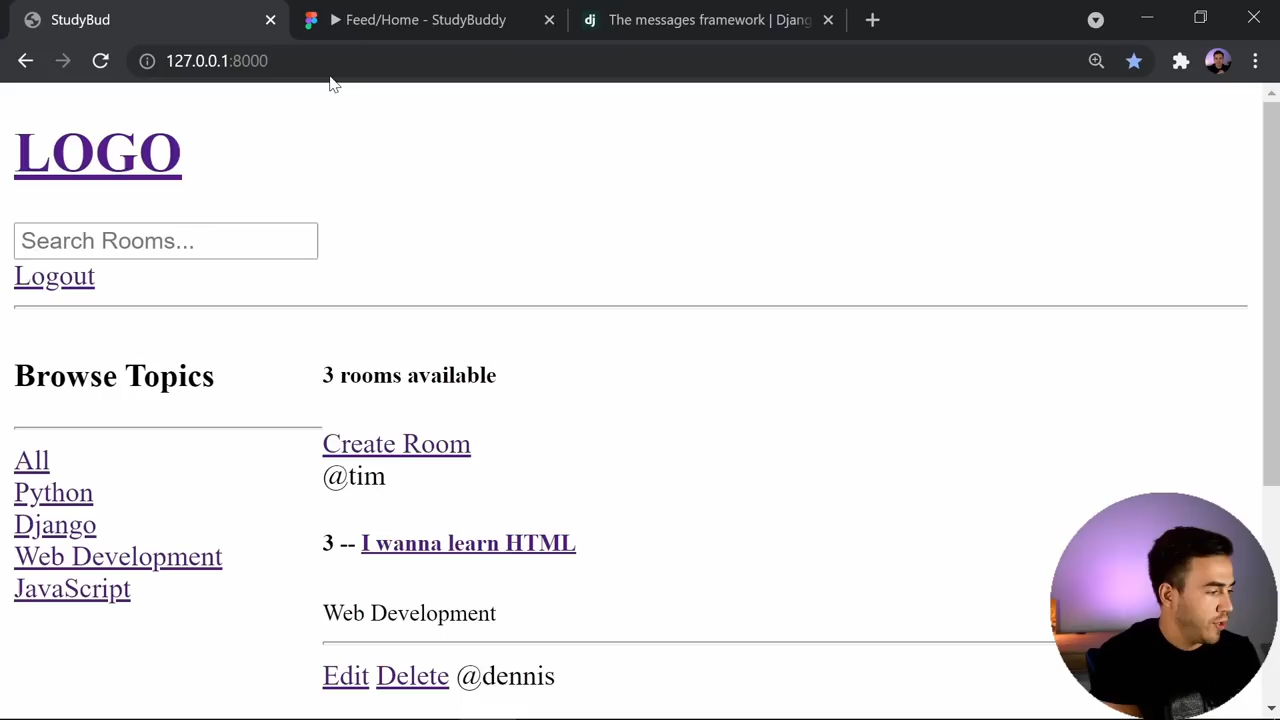 StudyBud
Feed/Home - StudyBuddy
The messages framework | Djang
127.0.0.1:8000
LOGO
Search Rooms...
Logout
Browse Topics
All
Python
Django
Web Development
JavaScript
3 rooms available
Create Room
@tim
3 -- I wanna learn HTML
Web Development
Edit Delete @dennis